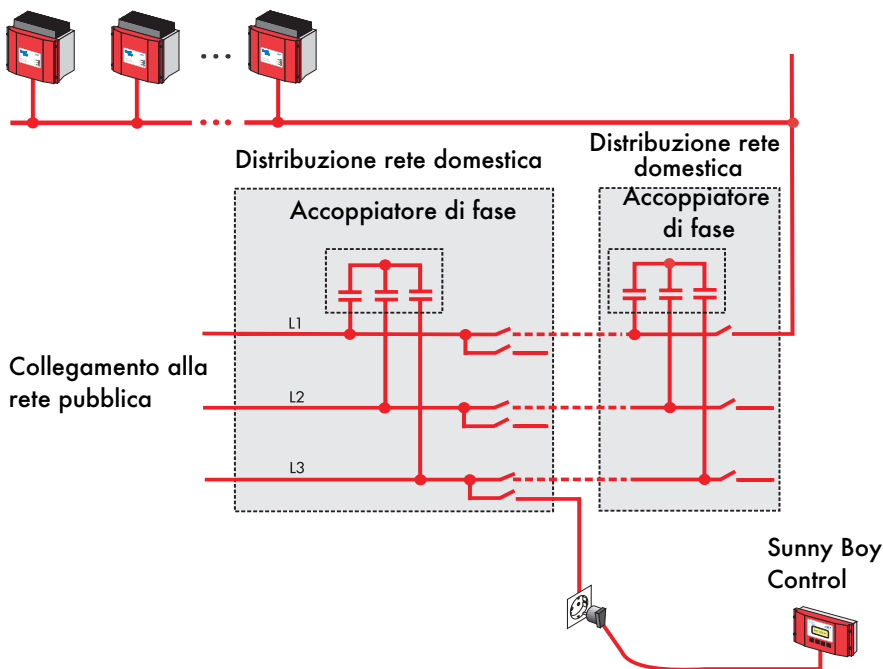 Distribuzione rete domestica
Distribuzione rete
domestica
Accoppiatore di fase
Accoppiatore
di fase
L1
Collegamento alla
rete pubblica
L2
L3
Sunny Boy
Control